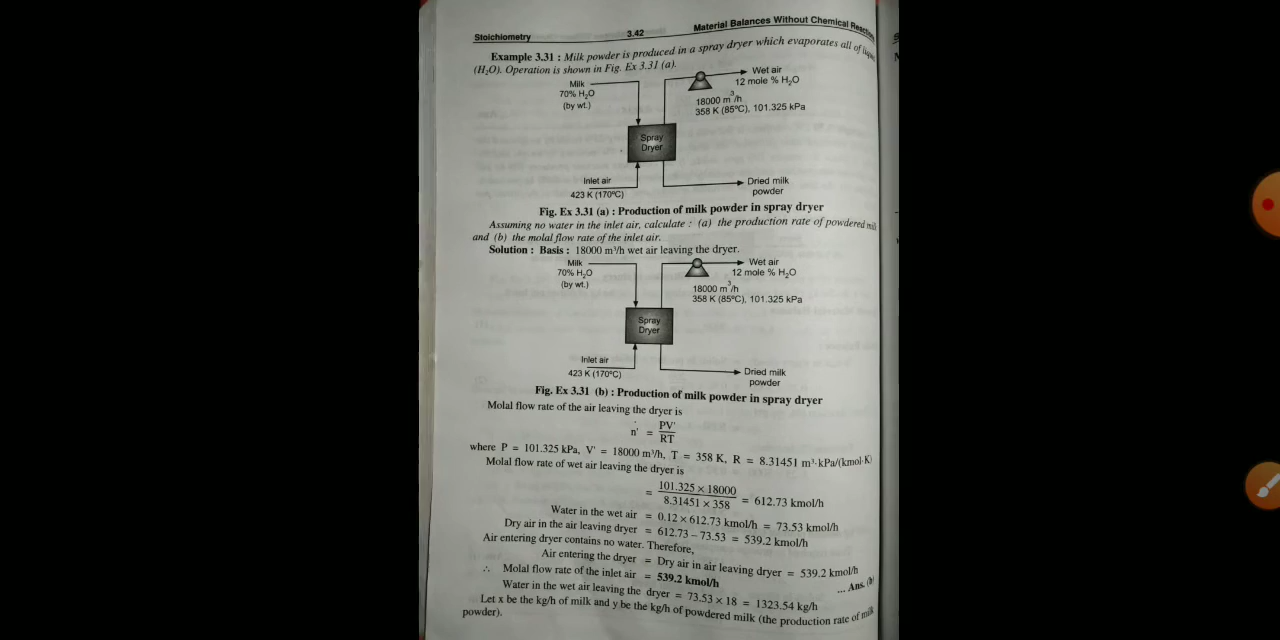 Stoichiometry 3.42 Material Balances Without Chemical Reaction
Example 3.31 : Milk powder is produced in a spray dryer which evaporates all of
(H₂O). Operation is shown in Fig. Ex 3.31 (a).
Milk
70% H₂O
(by wt.)
Wet air
12 mole % H₂O
18000 m³/h
358 K (85°C), 101.325 kPa
Spray
Dryer
Inlet air
423 K (170°C)
Dried milk
powder
Fig. Ex 3.31 (a) : Production of milk powder in spray dryer
Assuming no water in the inlet air, calculate : (a) the production rate of powdered
and (b) the molal flow rate of the inlet air.
Solution : Basis : 18000 m³/h wet air leaving the dryer.
Milk
70% H₂O
(by wt.)
Wet air
12 mole % H₂O
18000 m³/h
358 K (85°C), 101.325 kPa
Spray
Dryer
Inlet air
423 K (170°C)
Dried milk
powder
Fig. Ex 3.31 (b) : Production of milk powder in spray dryer
Molal flow rate of the air leaving the dryer is
ṅ' = PV'/RT
where P = 101.325 kPa, V' = 18000 m³/h, T = 358 K, R = 8.31451 m³·kPa/(kmol·K)
Molal flow rate of wet air leaving the dryer is
= 101.325 × 18000 / 8.31451 × 358 = 612.73 kmol/h
Water in the wet air = 0.12 × 612.73 kmol/h = 73.53 kmol/h
Dry air in the air leaving dryer = 612.73 – 73.53 = 539.2 kmol/h
Air entering dryer contains no water. Therefore,
Air entering the dryer = Dry air in air leaving dryer = 539.2 kmol/h
∴ Molal flow rate of the inlet air = 539.2 kmol/h ... Ans. (b)
Water in the wet air leaving the dryer = 73.53 × 18 = 1323.54 kg/h
Let x be the kg/h of milk and y be the kg/h of powdered milk (the production rate of milk
powder).